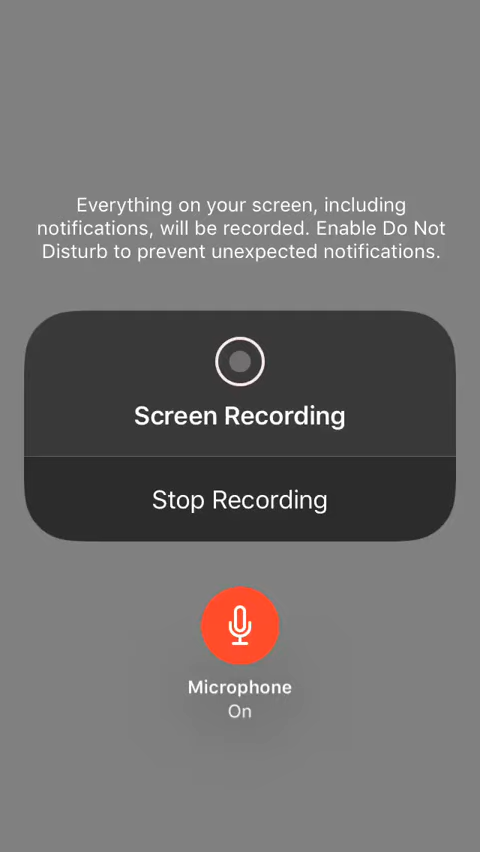 Everything on your screen, including
notifications, will be recorded. Enable Do Not
Disturb to prevent unexpected notifications.
Screen Recording
Stop Recording
Microphone
On